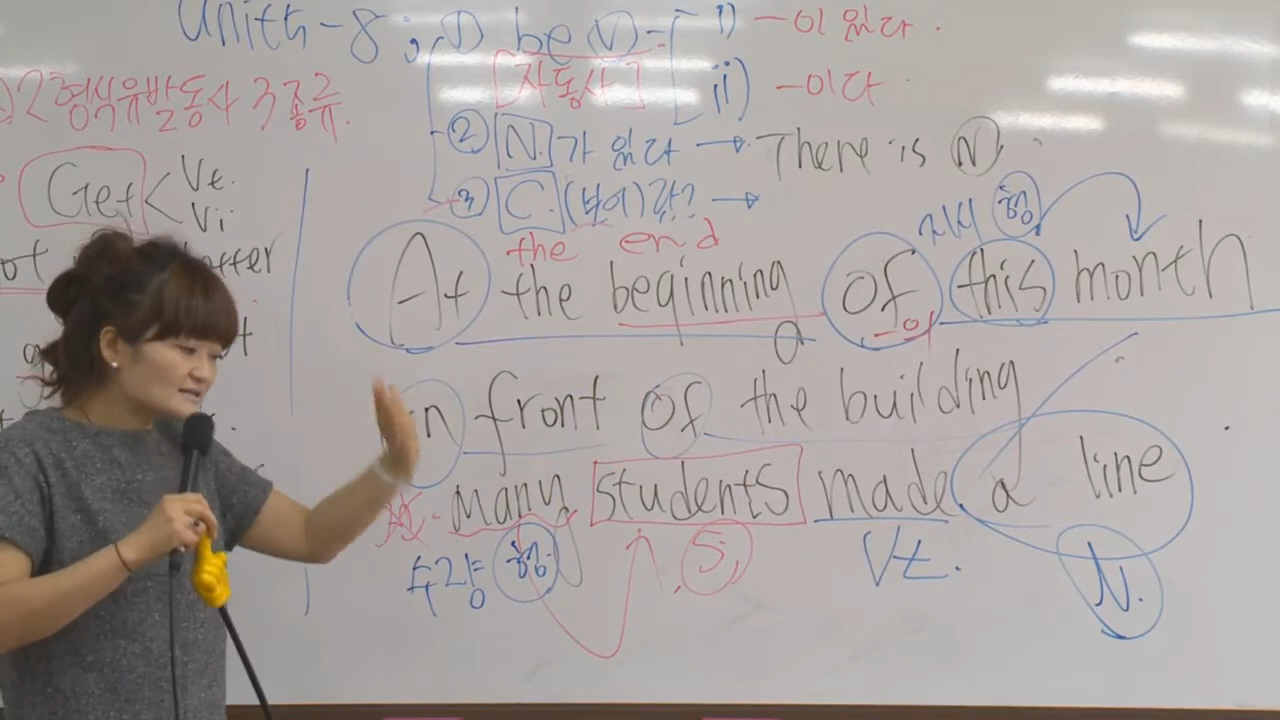 Unit5-8 ; ① be ⓥ - i) -이 있다.
[자동사] ii) -이다.
2형식유발동사 3종류.
② N.가 있다 → There is Ⓝ.
Get < Vt. Vi
③ C.(보어)랑? →
지시 형
the end
At the beginning of this month
-의
a
in front of the building
many students made a line
수량 형 S. Vt. N.